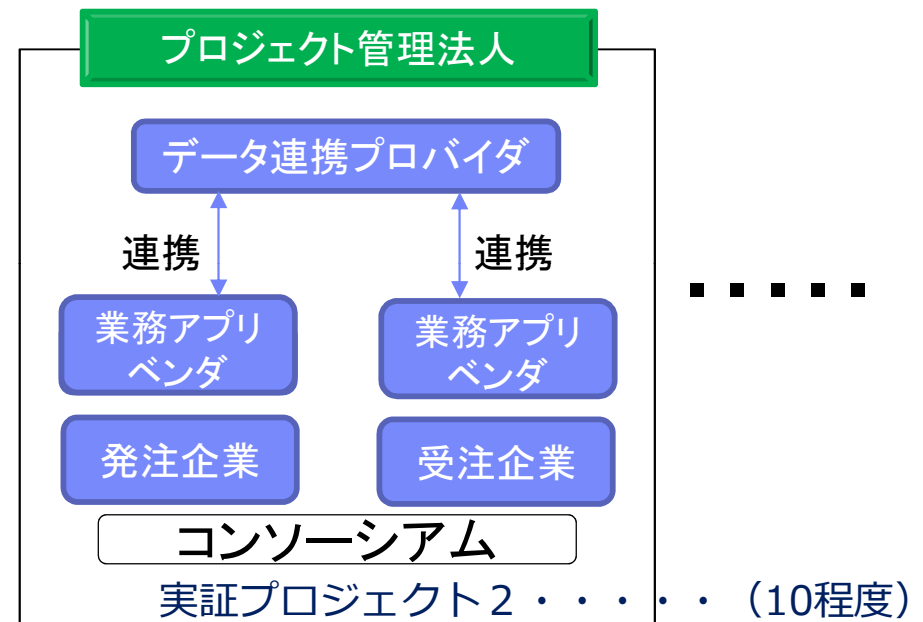 プロジェクト管理法人
データ連携プロバイダ
連携
連携
業務アプリ
ベンダ
業務アプリ
ベンダ
発注企業
受注企業
コンソーシアム
実証プロジェクト２・・・・・・（10程度）